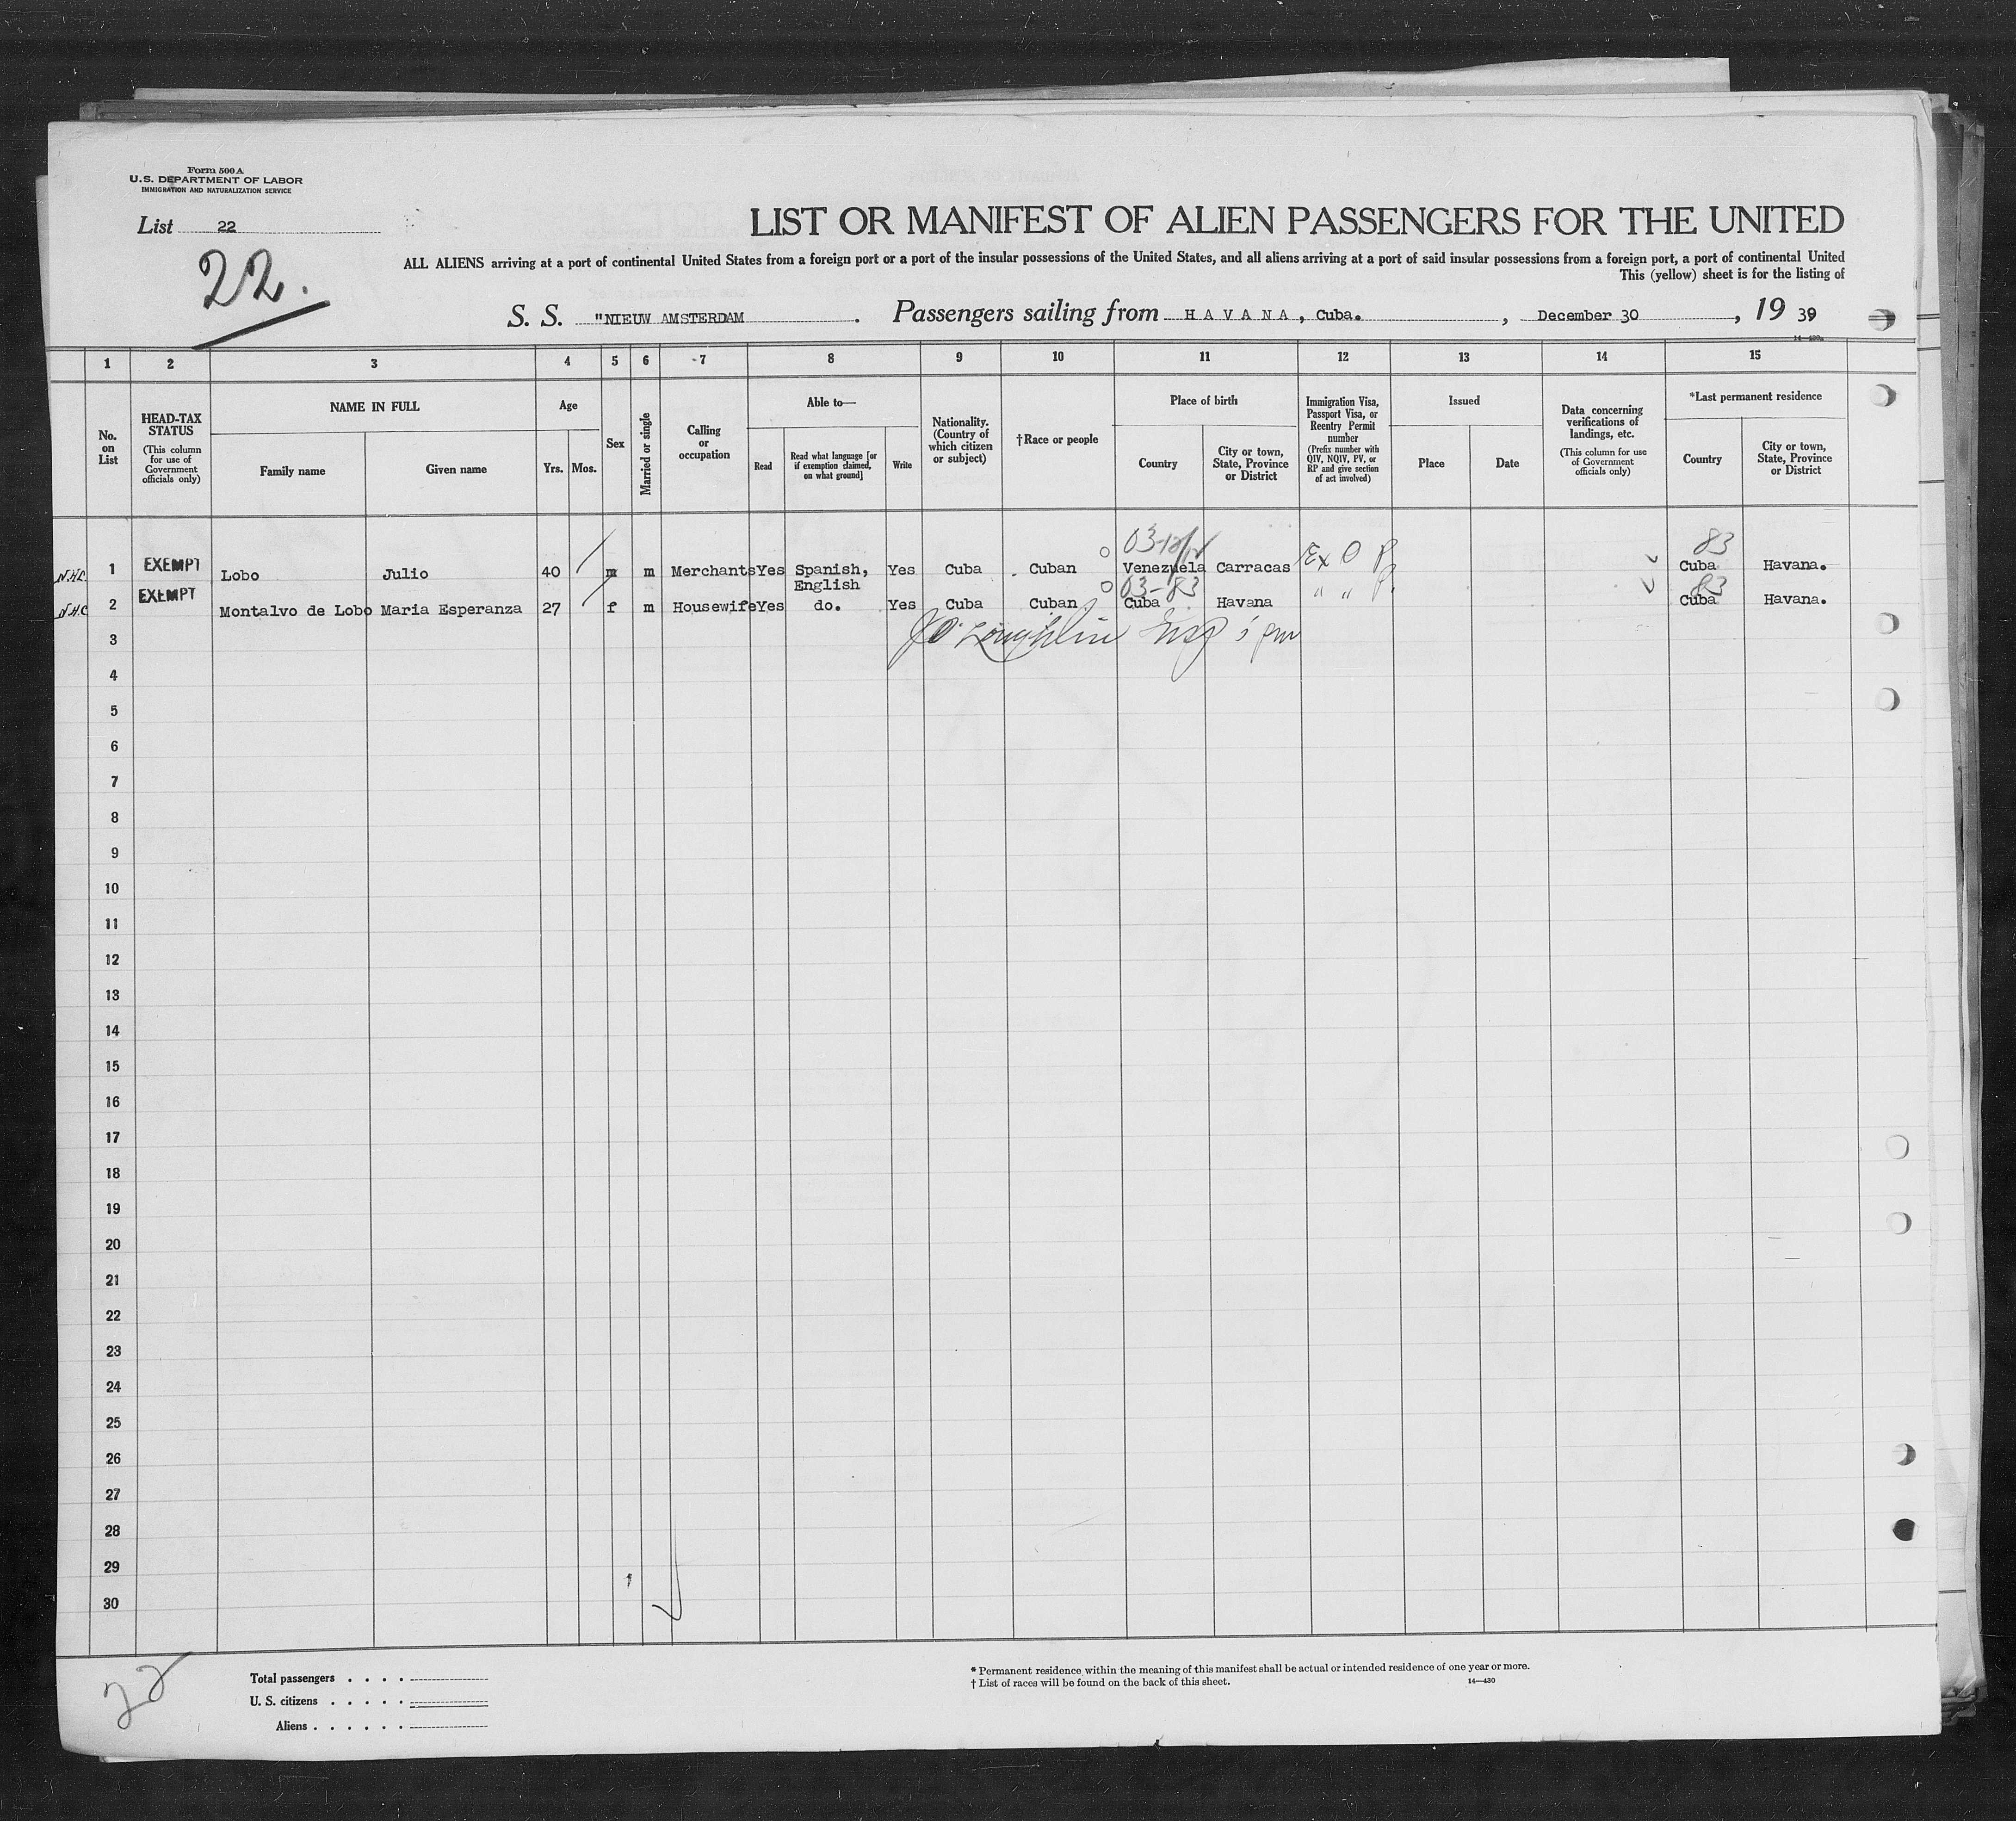 Form 500 A
U.S. DEPARTMENT OF LABOR
IMMIGRATION AND NATURALIZATION SERVICE
List 22
22.
LIST OR MANIFEST OF ALIEN PASSENGERS FOR THE UNITED
ALL ALIENS arriving at a port of continental United States from a foreign port or a port of the insular possessions of the United States, and all aliens arriving at a port of said insular possessions from a foreign port, a port of continental United
This (yellow) sheet is for the listing of
S. S. "NIEUW AMSTERDAM . Passengers sailing from H A V A N A, Cuba. , December 30 , 19 39
1 2 3 4 5 6 7 8 9 10 11 12 13 14 15
No. on List
HEAD-TAX STATUS (This column for use of Government officials only)
NAME IN FULL
Family name Given name
Age
Yrs. Mos.
Sex
Married or single
Calling or occupation
Able to—
Read
Read what language [or if exemption claimed, on what ground]
Write
Nationality. (Country of which citizen or subject)
†Race or people
Place of birth
Country
City or town, State, Province or District
Immigration Visa, Passport Visa, or Reentry Permit number (Prefix number with QIV, NQIV, PV, or RP and give section of act involved)
Issued
Place Date
Data concerning verifications of landings, etc. (This column for use of Government officials only)
*Last permanent residence
Country
City or town, State, Province or District
83
1 EXEMPT Lobo Julio 40 m m Merchants Yes Spanish, English Yes Cuba Cuban Venezuela Carracas Ex O P. Cuba Havana.
03-83 83
2 EXEMPT Montalvo de Lobo Maria Esperanza 27 f m Housewife Yes do. Yes Cuba Cuban Cuba Havana " " P. Cuba Havana.
3
4
5
6
7
8
9
10
11
12
13
14
15
16
17
18
19
20
21
22
23
24
25
26
27
28
29
30
22
Total passengers . . . .
U. S. citizens . . . . .
Aliens . . . . . .
* Permanent residence within the meaning of this manifest shall be actual or intended residence of one year or more.
† List of races will be found on the back of this sheet.
14—430